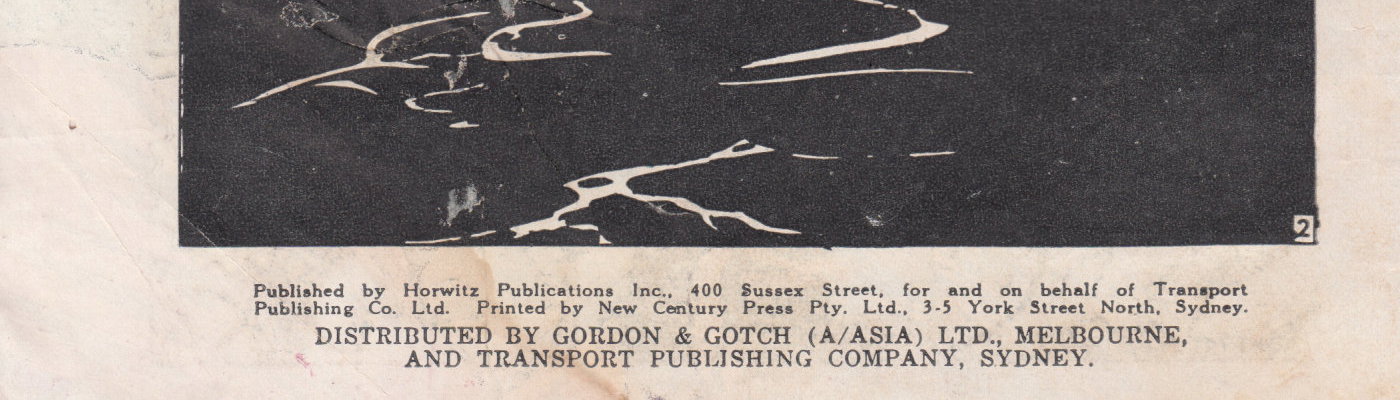 2
Published by Horwitz Publications Inc., 400 Sussex Street, for and on behalf of Transport
Publishing Co. Ltd. Printed by New Century Press Pty. Ltd., 3-5 York Street North, Sydney.
DISTRIBUTED BY GORDON & GOTCH (A/ASIA) LTD., MELBOURNE,
AND TRANSPORT PUBLISHING COMPANY, SYDNEY.